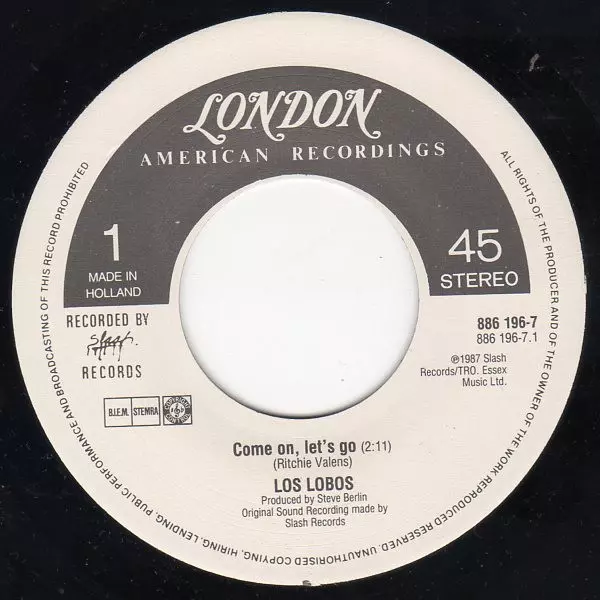 LONDON
AMERICAN RECORDINGS
1
MADE IN
HOLLAND
45
STEREO
RECORDED BY
Slash
RECORDS
886 196-7
886 196-7.1
℗1987 Slash
Records/TRO. Essex
Music Ltd.
B.I.E.M. STEMRA
Come on, let's go (2:11)
(Ritchie Valens)
LOS LOBOS
Produced by Steve Berlin
Original Sound Recording made by
Slash Records
ALL RIGHTS OF THE PRODUCER AND OF THE OWNER OF THE WORK REPRODUCED RESERVED. UNAUTHORISED COPYING, HIRING, LENDING, PUBLIC PERFORMANCE AND BROADCASTING OF THIS RECORD PROHIBITED